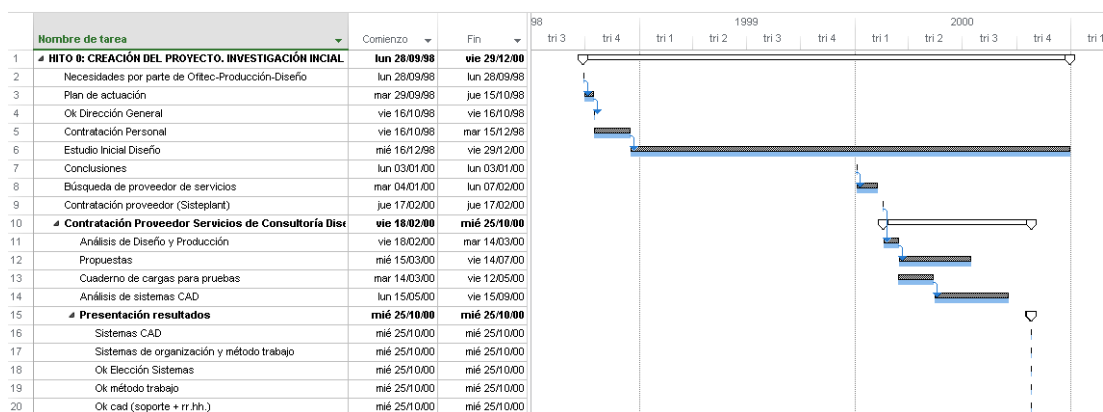 98 1999 2000
Nombre de tarea Comienzo Fin tri 3 tri 4 tri 1 tri 2 tri 3 tri 4 tri 1 tri 2 tri 3 tri 4 tri 1
1 HITO 0: CREACIÓN DEL PROYECTO. INVESTIGACIÓN INCIAL lun 28/09/98 vie 29/12/00
2 Necesidades por parte de Ofitec-Producción-Diseño lun 28/09/98 lun 28/09/98
3 Plan de actuación mar 29/09/98 jue 15/10/98
4 Ok Dirección General vie 16/10/98 vie 16/10/98
5 Contratación Personal vie 16/10/98 mar 15/12/98
6 Estudio Inicial Diseño mié 16/12/98 vie 29/12/00
7 Conclusiones lun 03/01/00 lun 03/01/00
8 Búsqueda de proveedor de servicios mar 04/01/00 lun 07/02/00
9 Contratación proveedor (Sisteplant) jue 17/02/00 jue 17/02/00
10 Contratación Proveedor Servicios de Consultoría Dise vie 18/02/00 mié 25/10/00
11 Análisis de Diseño y Producción vie 18/02/00 mar 14/03/00
12 Propuestas mié 15/03/00 vie 14/07/00
13 Cuaderno de cargas para pruebas mar 14/03/00 vie 12/05/00
14 Análisis de sistemas CAD lun 15/05/00 vie 15/09/00
15 Presentación resultados mié 25/10/00 mié 25/10/00
16 Sistemas CAD mié 25/10/00 mié 25/10/00
17 Sistemas de organización y método trabajo mié 25/10/00 mié 25/10/00
18 Ok Elección Sistemas mié 25/10/00 mié 25/10/00
19 Ok método trabajo mié 25/10/00 mié 25/10/00
20 Ok cad (soporte + rr.hh.) mié 25/10/00 mié 25/10/00